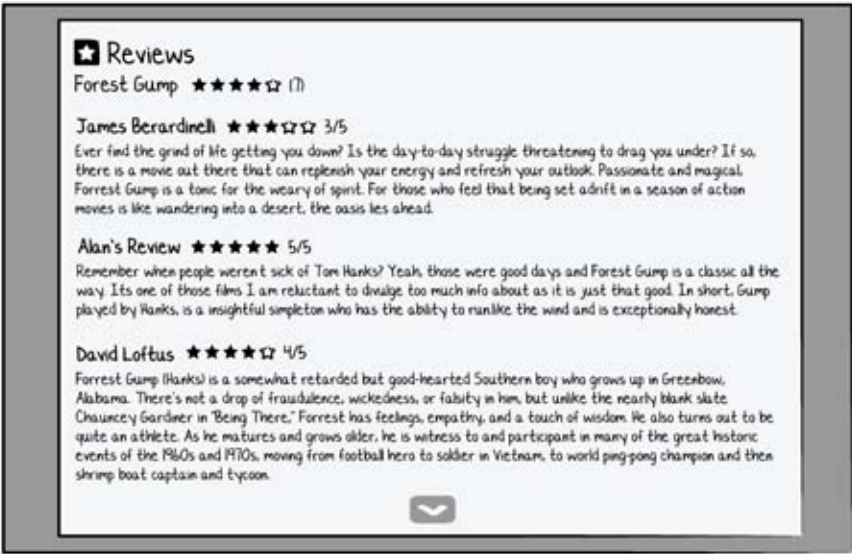 Reviews
Forest Gump ★★★★☆ (7)
James Berardinelli ★★★☆☆ 3/5
Ever find the grind of life getting you down? Is the day-to-day struggle threatening to drag you under? If so,
there is a movie out there that can replenish your energy and refresh your outlook. Passionate and magical,
Forrest Gump is a tonic for the weary of spirit. For those who feel that being set adrift in a season of action
movies is like wandering into a desert, the oasis lies ahead.
Alan's Review ★★★★★ 5/5
Remember when people weren't sick of Tom Hanks? Yeah, those were good days and Forest Gump is a classic all the
way. Its one of those films I am reluctant to divulge too much info about as it is just that good. In short, Gump
played by Hanks, is a insightful simpleton who has the ability to runlike the wind and is exceptionally honest.
David Loftus ★★★★☆ 4/5
Forrest Gump (Hanks) is a somewhat retarded but good-hearted Southern boy who grows up in Greenbow,
Alabama. There's not a drop of fraudulence, wickedness, or falsity in him, but unlike the nearly blank slate
Chauncey Gardiner in "Being There," Forrest has feelings, empathy, and a touch of wisdom. He also turns out to be
quite an athlete. As he matures and grows older, he is witness to and participant in many of the great historic
events of the 1960s and 1970s, moving from football hero to soldier in Vietnam, to world ping-pong champion and then
shrimp boat captain and tycoon.